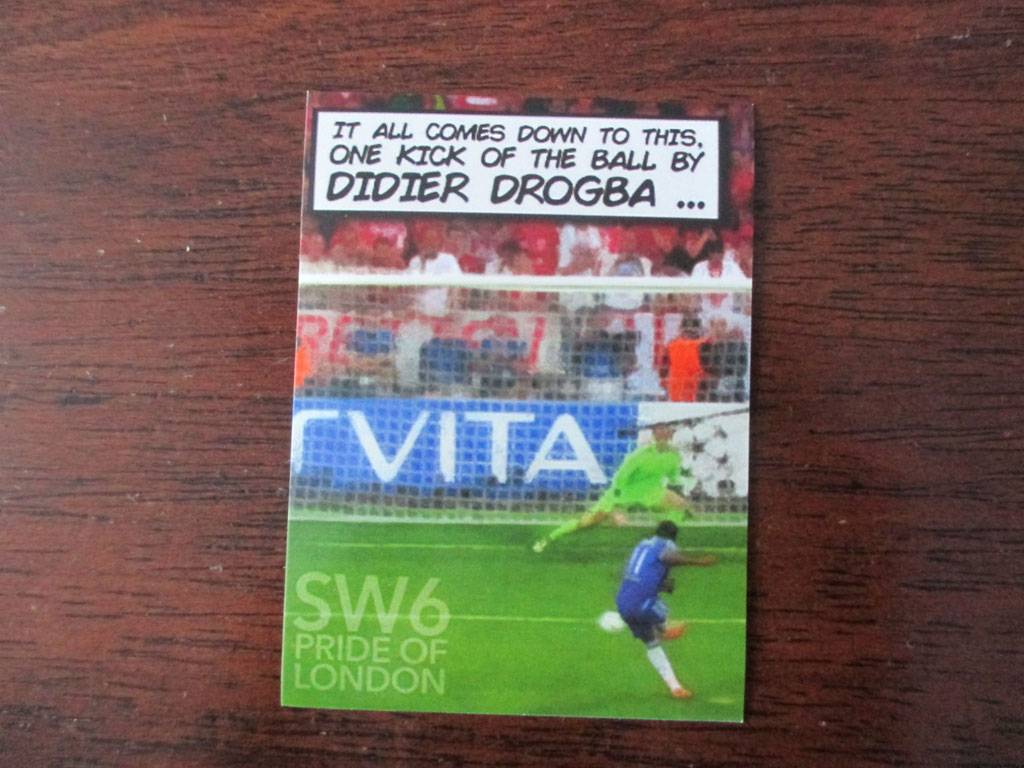 IT ALL COMES DOWN TO THIS,
ONE KICK OF THE BALL BY
DIDIER DROGBA ...
VITA
11
SW6
PRIDE OF
LONDON